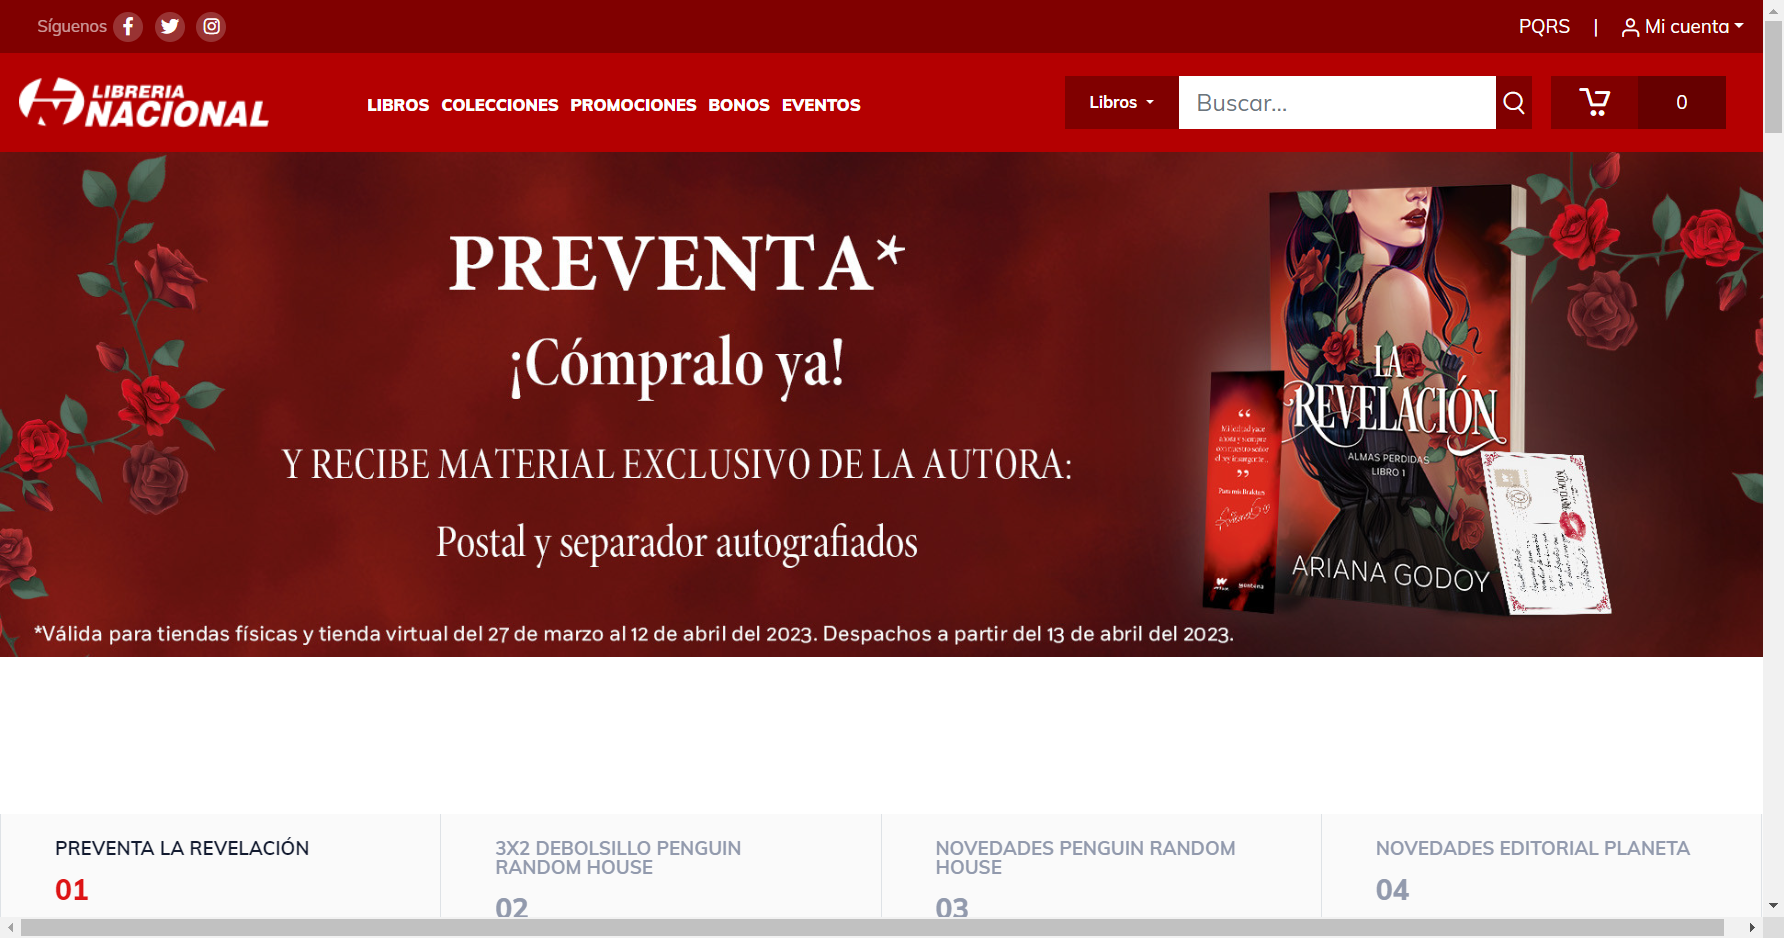 Síguenos
PQRS | Mi cuenta
LIBRERIA
NACIONAL
LIBROS COLECCIONES PROMOCIONES BONOS EVENTOS
Libros
Buscar...
0
PREVENTA*
¡Cómpralo ya!
Y RECIBE MATERIAL EXCLUSIVO DE LA AUTORA:
Postal y separador autografiados
*Válida para tiendas físicas y tienda virtual del 27 de marzo al 12 de abril del 2023. Despachos a partir del 13 de abril del 2023.
LA
REVELACIÓN
ALMAS PERDIDAS
LIBRO 1
ARIANA GODOY
PREVENTA LA REVELACIÓN
01
3X2 DEBOLSILLO PENGUIN
RANDOM HOUSE
02
NOVEDADES PENGUIN RANDOM
HOUSE
03
NOVEDADES EDITORIAL PLANETA
04